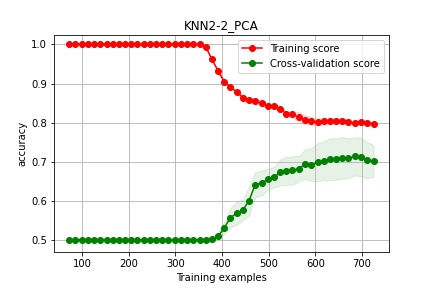 KNN2-2_PCA
Training score
Cross-validation score
1.0
0.9
0.8
0.7
0.6
0.5
accuracy
100 200 300 400 500 600 700
Training examples